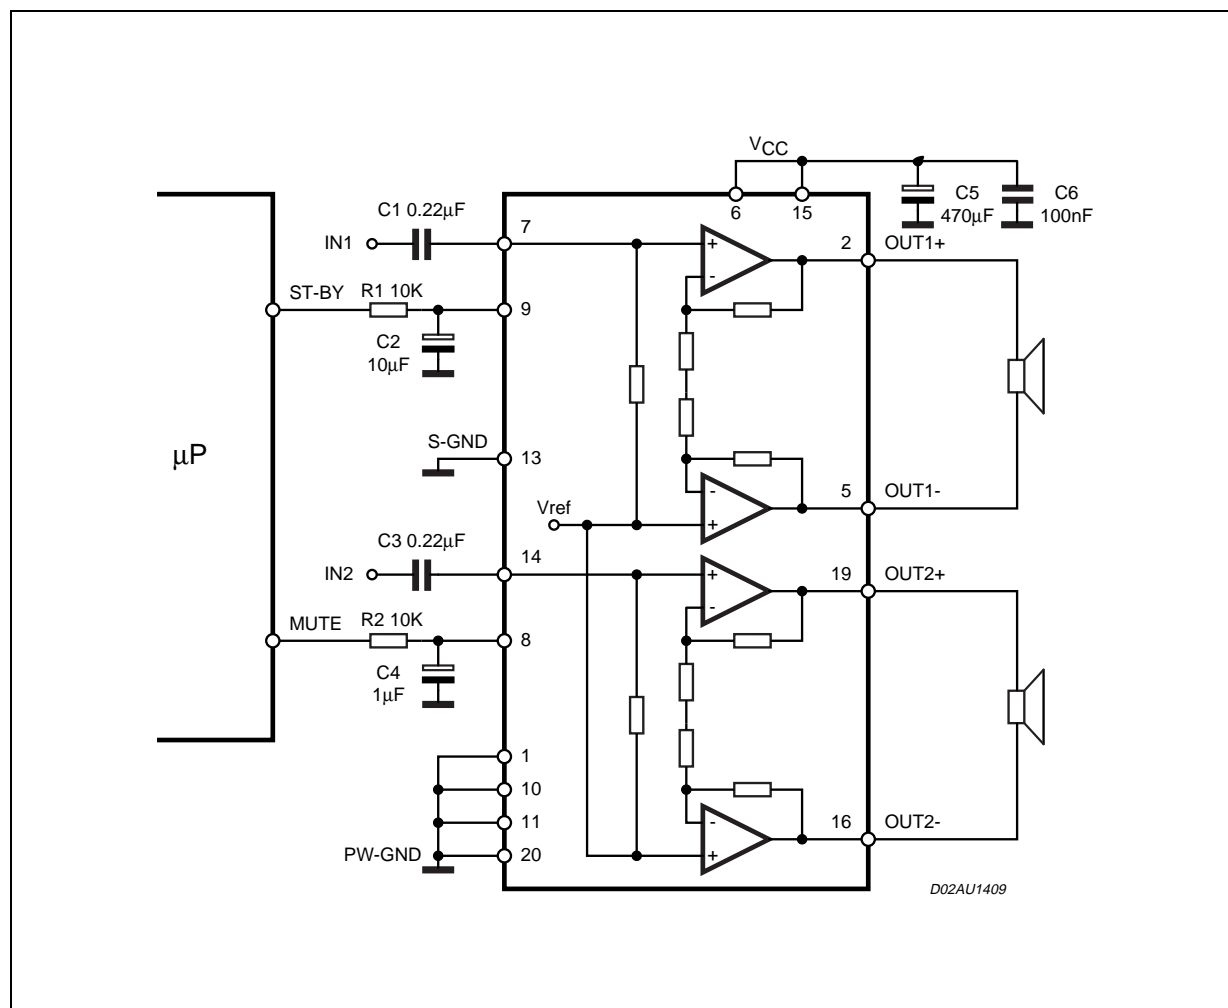 VCC
6
15
C5
470µF
C6
100nF
C1 0.22µF
IN1
7
+
-
2
OUT1+
ST-BY
R1 10K
9
C2
10µF
µP
S-GND
13
Vref
-
+
5
OUT1-
C3 0.22µF
IN2
14
+
-
19
OUT2+
MUTE
R2 10K
8
C4
1µF
1
10
11
PW-GND
20
-
+
16
OUT2-
D02AU1409